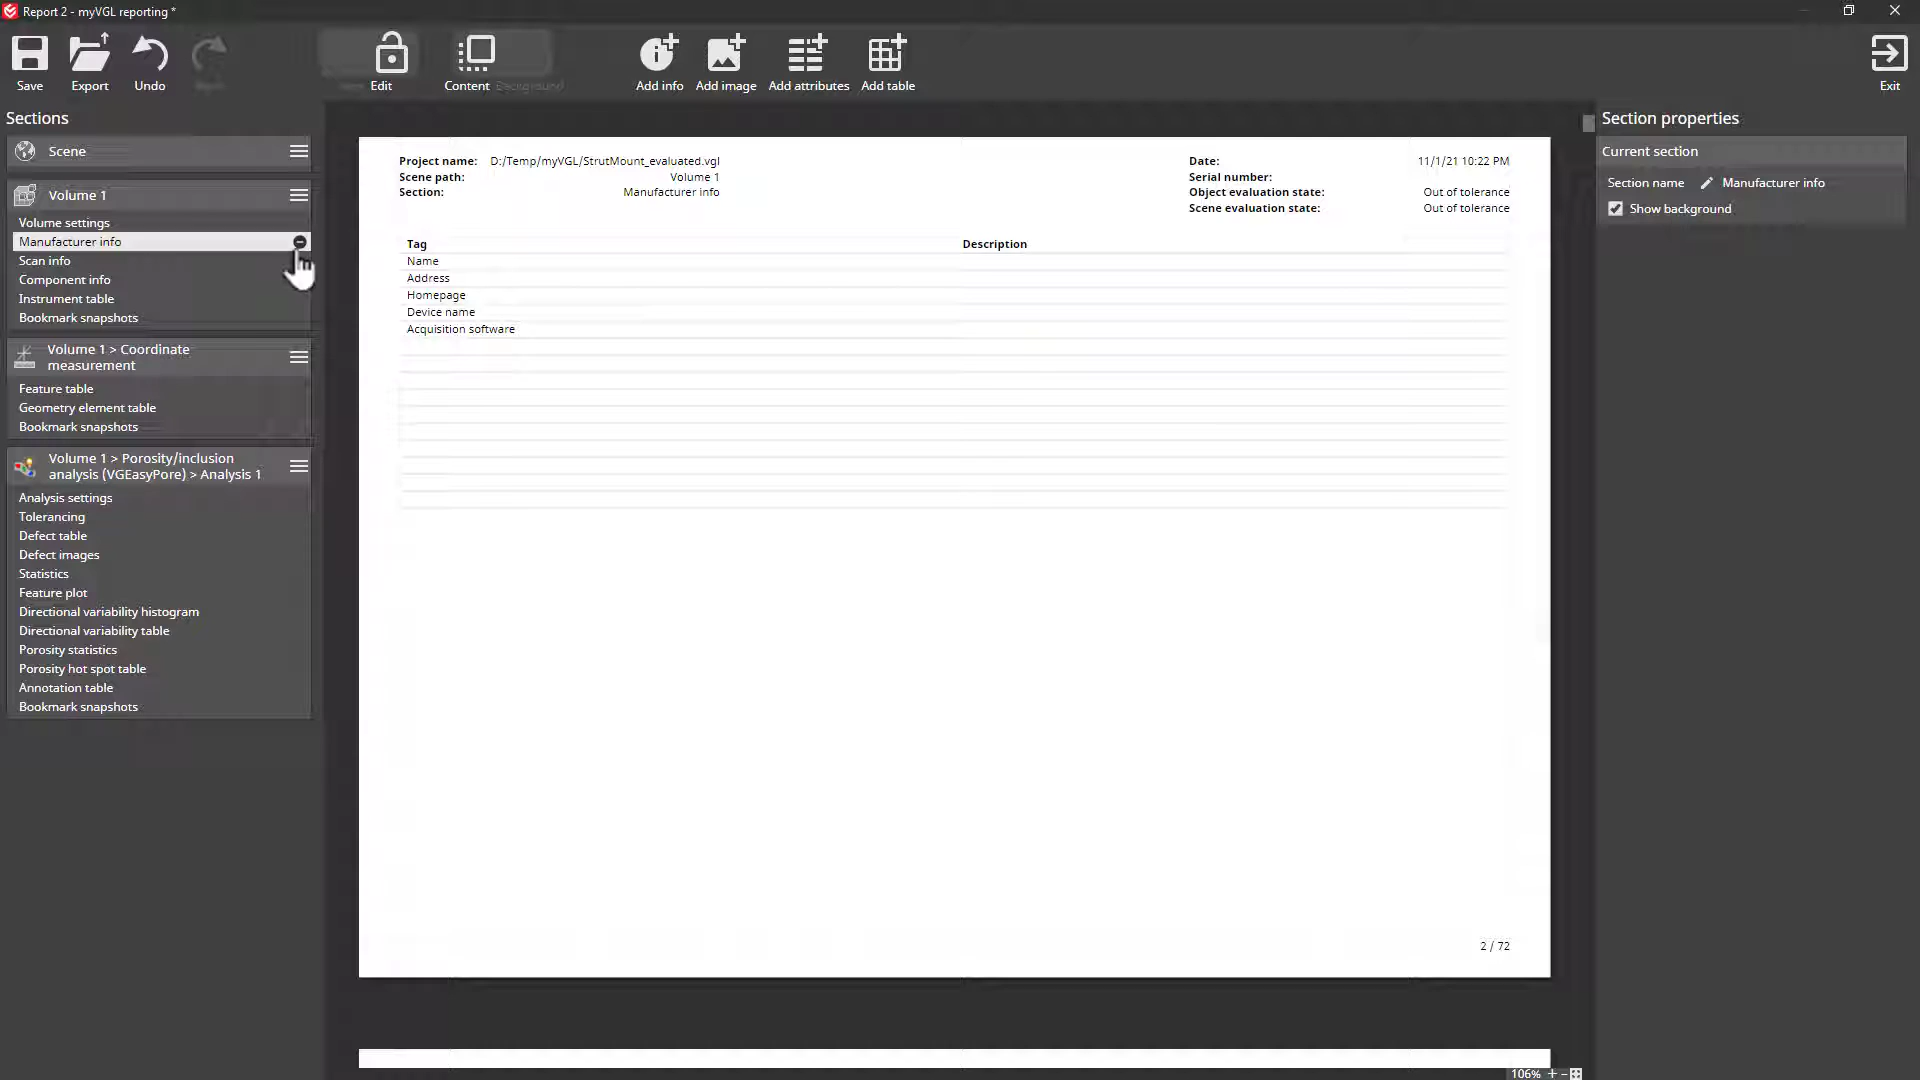 Report 2 - myVGL reporting *
Save
Export
Undo
Edit
Content
Background
Add info
Add image
Add attributes
Add table
Exit
Sections
Scene
Volume 1
Volume settings
Manufacturer info
Scan info
Component info
Instrument table
Bookmark snapshots
Volume 1 > Coordinate
measurement
Feature table
Geometry element table
Bookmark snapshots
Volume 1 > Porosity/inclusion
analysis (VGEasyPore) > Analysis 1
Analysis settings
Tolerancing
Defect table
Defect images
Statistics
Feature plot
Directional variability histogram
Directional variability table
Porosity statistics
Porosity hot spot table
Annotation table
Bookmark snapshots
Project name: D:/Temp/myVGL/StrutMount_evaluated.vgl
Scene path: Volume 1
Section: Manufacturer info
Date: 11/1/21 10:22 PM
Serial number:
Object evaluation state: Out of tolerance
Scene evaluation state: Out of tolerance
Tag Description
Name
Address
Homepage
Device name
Acquisition software
2 / 72
106% + -
Section properties
Current section
Section name Manufacturer info
Show background